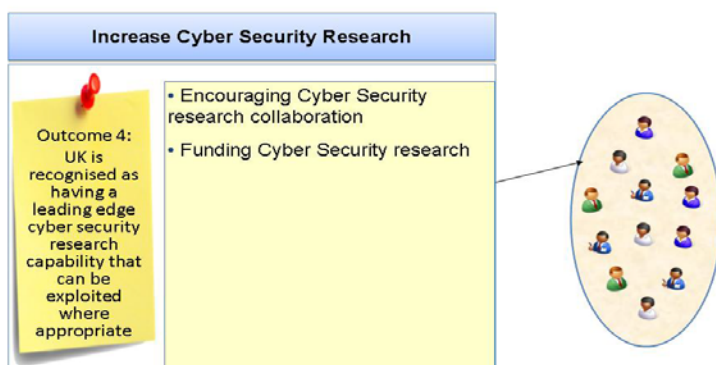 Increase Cyber Security Research
Outcome 4:
UK is
recognised as
having a
leading edge
cyber security
research
capability that
can be
exploited
where
appropriate
• Encouraging Cyber Security
research collaboration
• Funding Cyber Security research